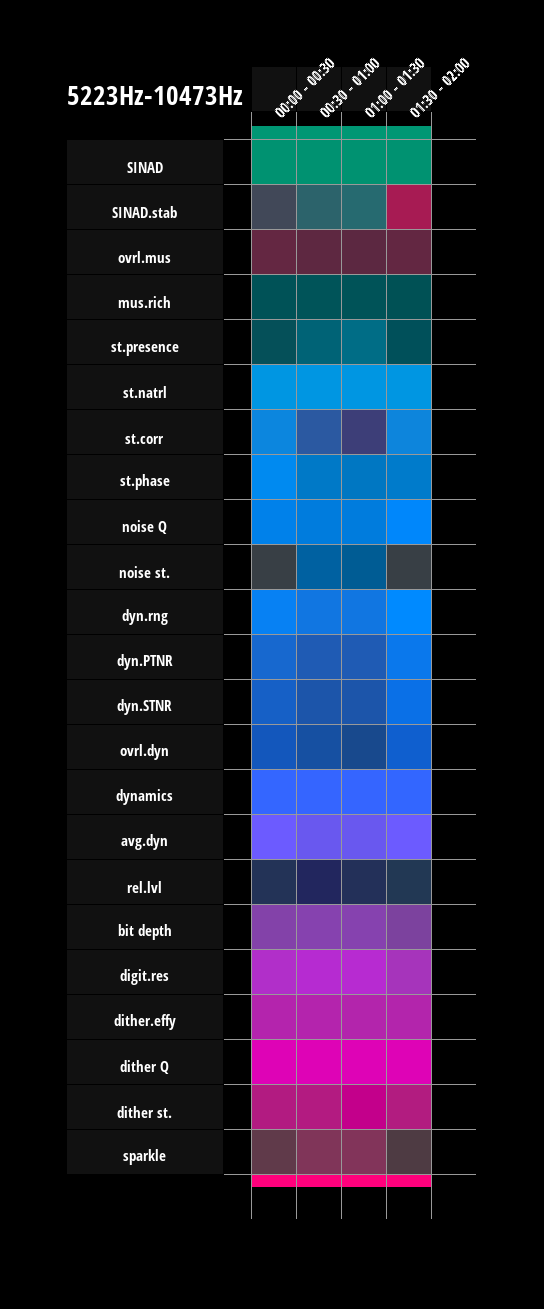 5223Hz-10473Hz
00:00 - 00:30
00:30 - 01:00
01:00 - 01:30
01:30 - 02:00
SINAD
SINAD.stab
ovrl.mus
mus.rich
st.presence
st.natrl
st.corr
st.phase
noise Q
noise st.
dyn.rng
dyn.PTNR
dyn.STNR
ovrl.dyn
dynamics
avg.dyn
rel.lvl
bit depth
digit.res
dither.effy
dither Q
dither st.
sparkle